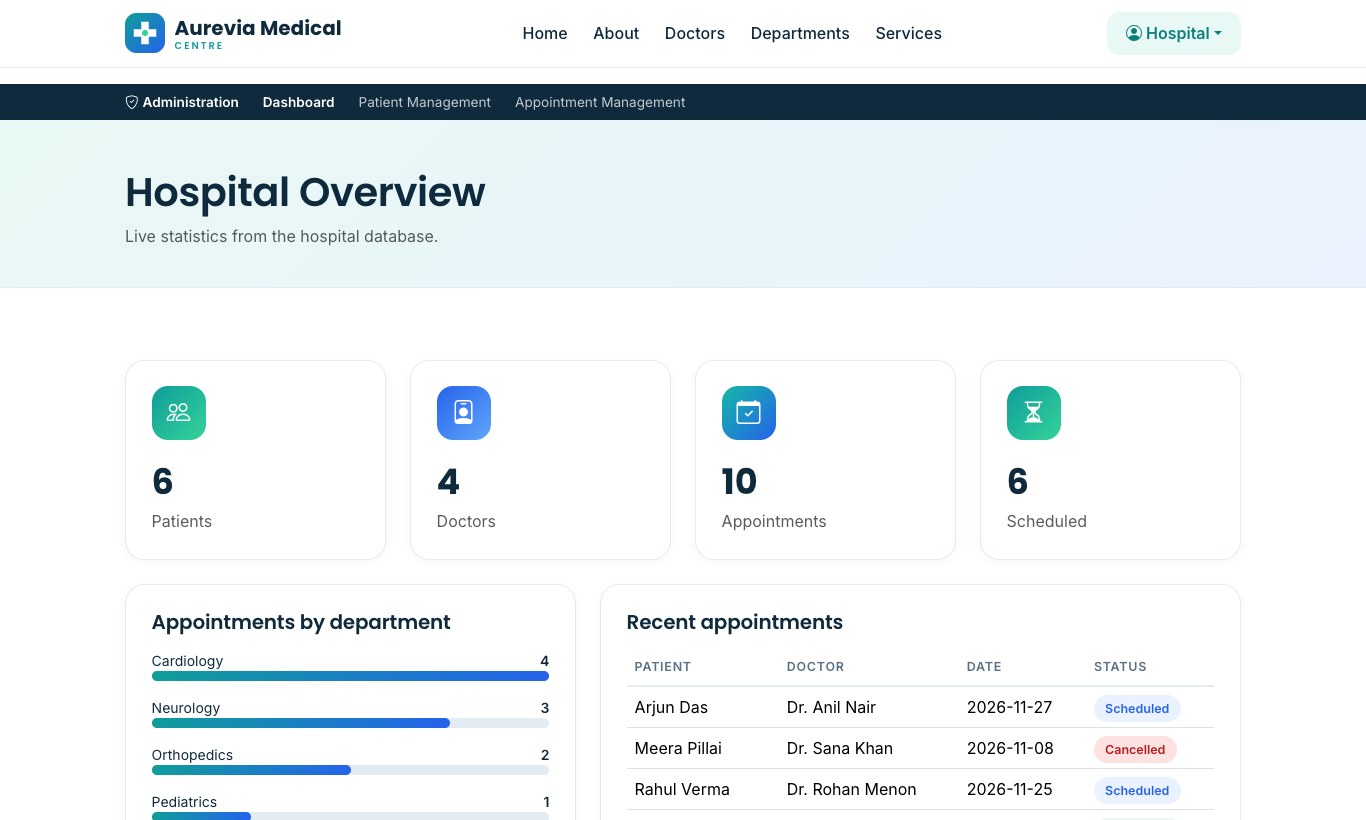 Aurevia Medical
CENTRE
Home About Doctors Departments Services
Hospital
Administration Dashboard Patient Management Appointment Management
Hospital Overview
Live statistics from the hospital database.
6
Patients
4
Doctors
10
Appointments
6
Scheduled
Appointments by department
Cardiology 4
Neurology 3
Orthopedics 2
Pediatrics 1
Recent appointments
PATIENT DOCTOR DATE STATUS
Arjun Das Dr. Anil Nair 2026-11-27 Scheduled
Meera Pillai Dr. Sana Khan 2026-11-08 Cancelled
Rahul Verma Dr. Rohan Menon 2026-11-25 Scheduled